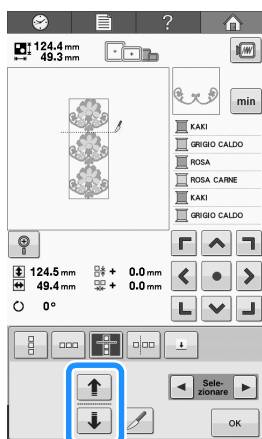 ?
124.4 mm
49.3 mm
min
KAKI
GRIGIO CALDO
ROSA
ROSA CARNE
KAKI
GRIGIO CALDO
124.5 mm + 0.0 mm
49.4 mm + 0.0 mm
0°
Sele-
zionare
OK